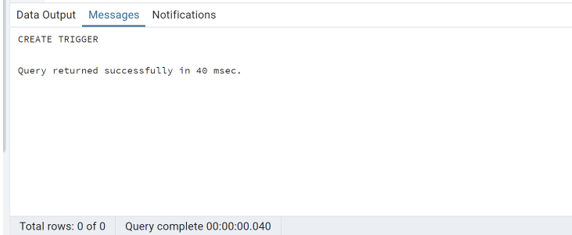 Data Output Messages Notifications
CREATE TRIGGER
Query returned successfully in 40 msec.
Total rows: 0 of 0 Query complete 00:00:00.040